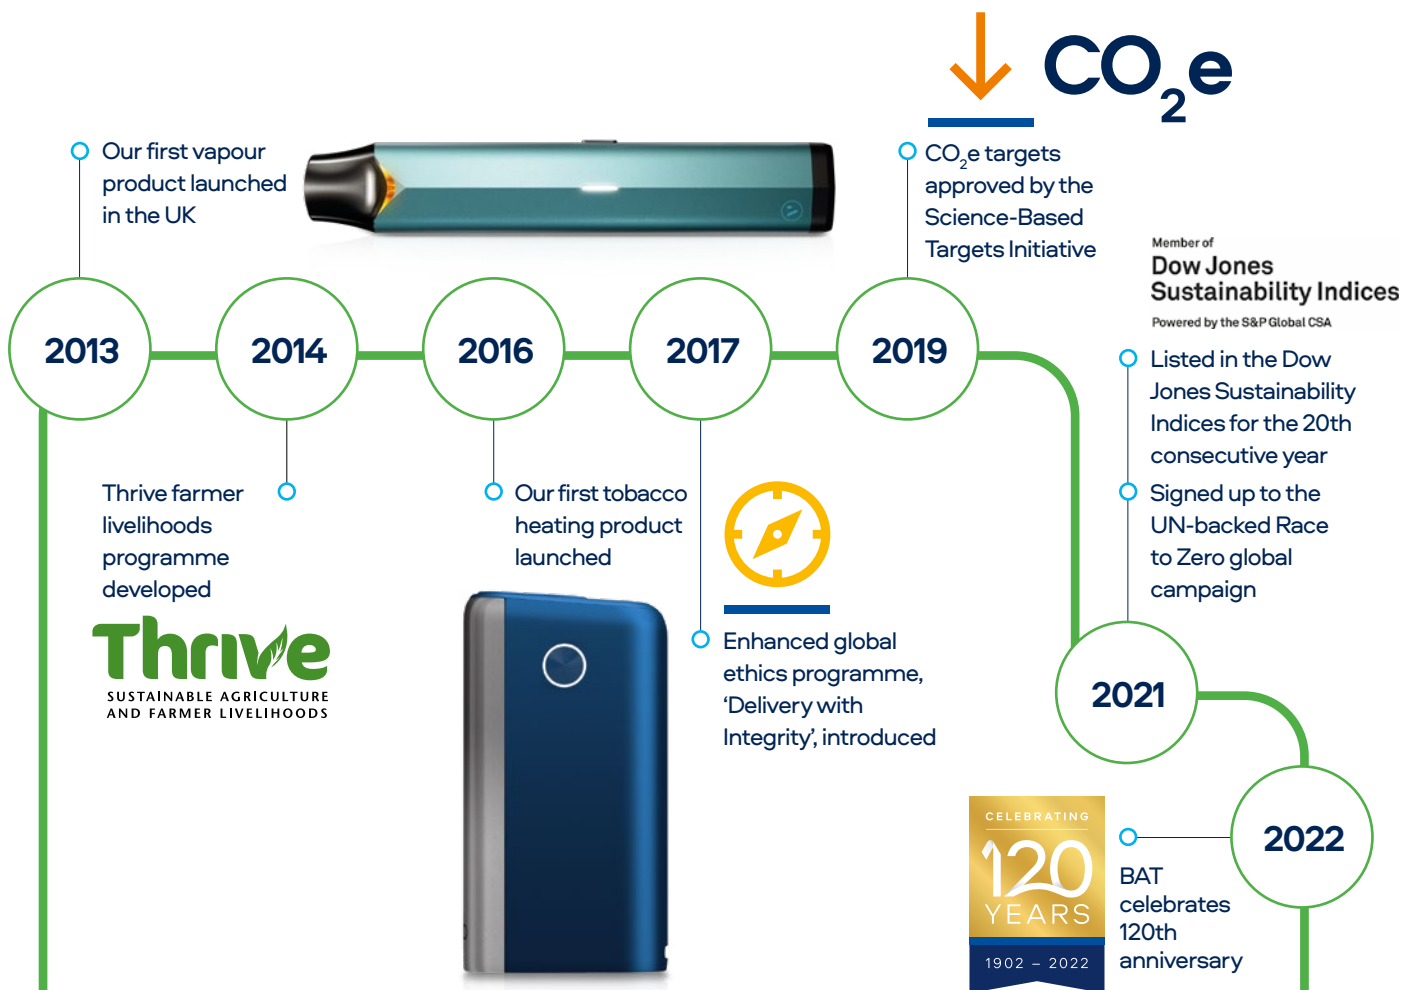 CO₂e
Our first vapour
product launched
in the UK
CO₂e targets
approved by the
Science-Based
Targets Initiative
Member of
Dow Jones
Sustainability Indices
Powered by the S&P Global CSA
2013
2014
2016
2017
2019
Listed in the Dow
Jones Sustainability
Indices for the 20th
consecutive year
Signed up to the
UN-backed Race
to Zero global
campaign
Thrive farmer
livelihoods
programme
developed
Thrive
SUSTAINABLE AGRICULTURE
AND FARMER LIVELIHOODS
Our first tobacco
heating product
launched
Enhanced global
ethics programme,
‘Delivery with
Integrity’, introduced
2021
2022
CELEBRATING
120
YEARS
1902 – 2022
BAT
celebrates
120th
anniversary